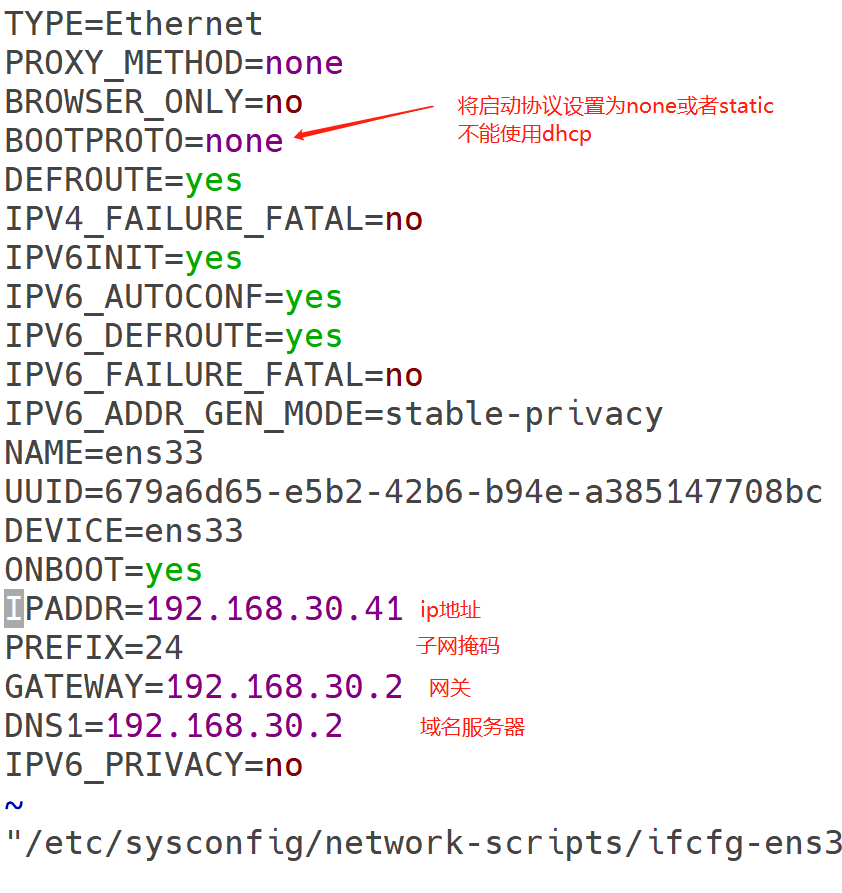 TYPE=Ethernet
PROXY_METHOD=none
BROWSER_ONLY=no
将启动协议设置为none或者static
BOOTPROTO=none
不能使用dhcp
DEFROUTE=yes
IPV4_FAILURE_FATAL=no
IPV6INIT=yes
IPV6_AUTOCONF=yes
IPV6_DEFROUTE=yes
IPV6_FAILURE_FATAL=no
IPV6_ADDR_GEN_MODE=stable-privacy
NAME=ens33
UUID=679a6d65-e5b2-42b6-b94e-a385147708bc
DEVICE=ens33
ONBOOT=yes
IPADDR=192.168.30.41 ip地址
PREFIX=24 子网掩码
GATEWAY=192.168.30.2 网关
DNS1=192.168.30.2 域名服务器
IPV6_PRIVACY=no
~
"/etc/sysconfig/network-scripts/ifcfg-ens3